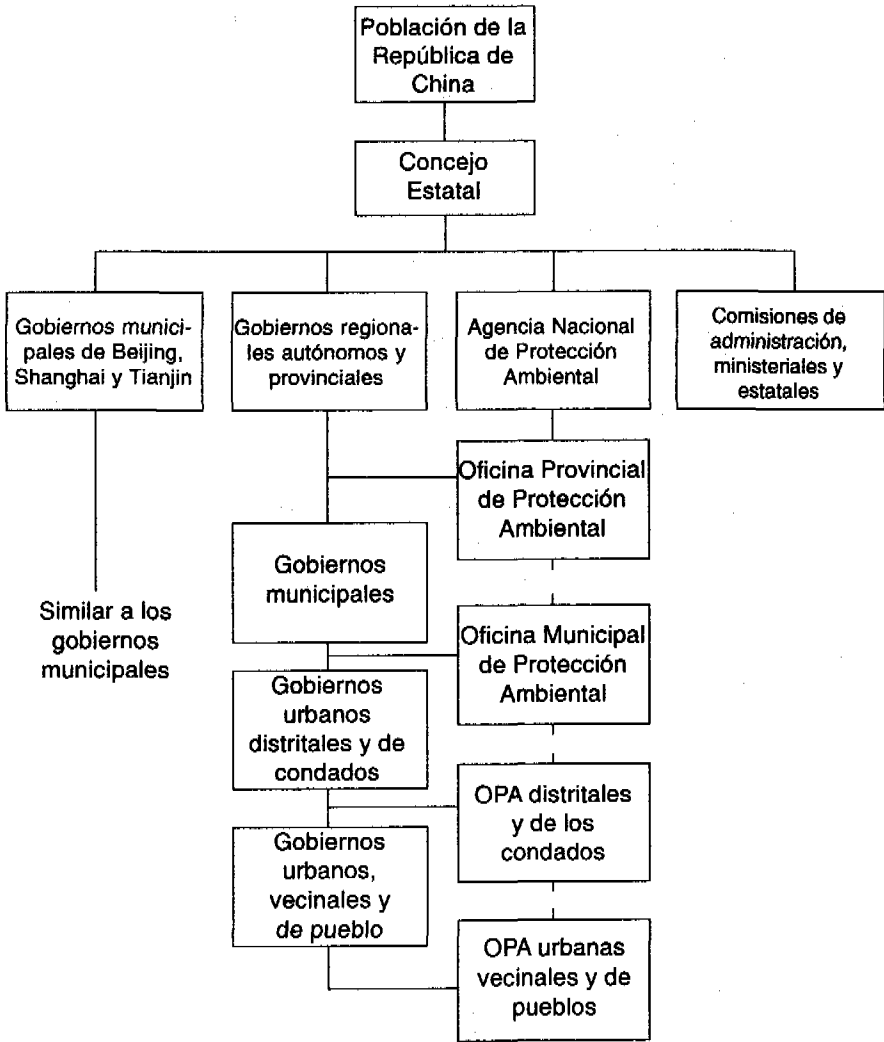 Población de la
República de
China
Concejo
Estatal
Gobiernos munici-
pales de Beijing,
Shanghai y Tianjin
Gobiernos regiona-
les autónomos y
provinciales
Agencia Nacional
de Protección
Ambiental
Comisiones de
administración,
ministeriales y
estatales
Oficina Provincial
de Protección
Ambiental
Gobiernos
municipales
Similar a los
gobiernos
municipales
Oficina Municipal
de Protección
Ambiental
Gobiernos
urbanos
distritales y de
condados
OPA distritales
y de los
condados
Gobiernos
urbanos,
vecinales y
de pueblo
OPA urbanas
vecinales y de
pueblos